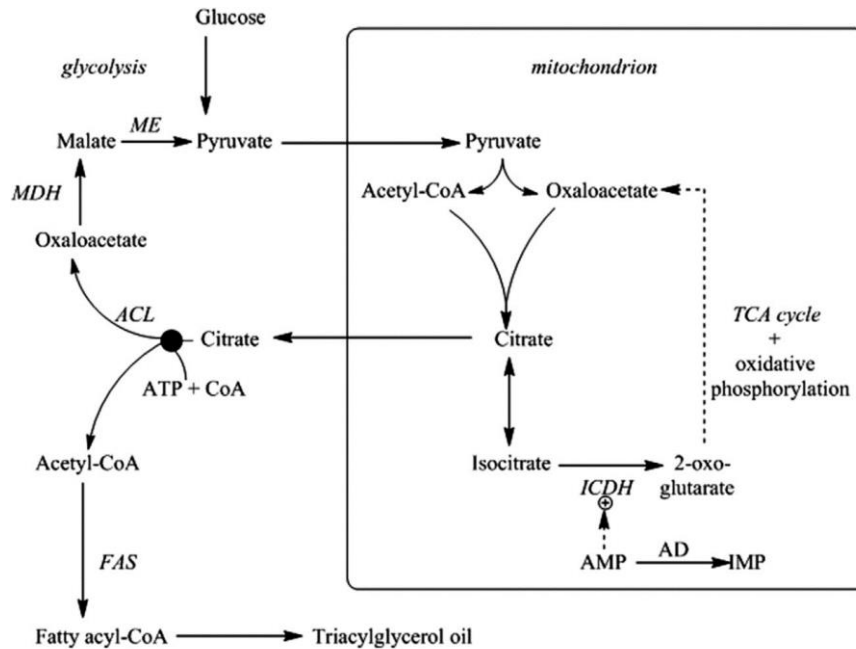 Glucose
glycolysis
mitochondrion
ME
Malate
Pyruvate
Pyruvate
MDH
Acetyl-CoA
Oxaloacetate
Oxaloacetate
ACL
Citrate
Citrate
TCA cycle
+
oxidative
phosphorylation
ATP + CoA
Acetyl-CoA
Isocitrate
2-oxo-
glutarate
ICDH
+
FAS
AMP
AD
IMP
Fatty acyl-CoA
Triacylglycerol oil